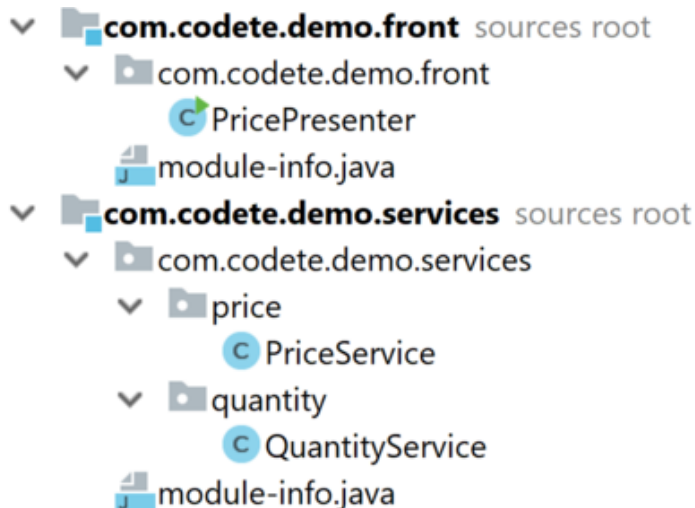 com.codete.demo.front sources root
com.codete.demo.front
C PricePresenter
J module-info.java
com.codete.demo.services sources root
com.codete.demo.services
price
C PriceService
quantity
C QuantityService
J module-info.java